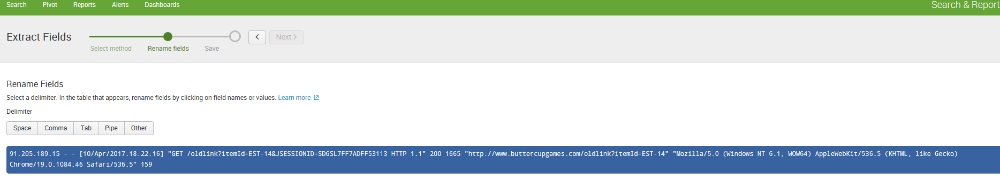 Search Pivot Reports Alerts Dashboards Search & Report
Extract Fields
< Next >
Select method Rename fields Save
Rename Fields
Select a delimiter. In the table that appears, rename fields by clicking on field names or values. Learn more
Delimiter
Space Comma Tab Pipe Other
91.205.189.15 - - [10/Apr/2017:18:22:16] "GET /oldlink?itemId=EST-14&JSESSIONID=SD6SL7FF7ADFF53113 HTTP 1.1" 200 1665 "http://www.buttercupgames.com/oldlink?itemId=EST-14" "Mozilla/5.0 (Windows NT 6.1; WOW64) AppleWebKit/536.5 (KHTML, like Gecko)
Chrome/19.0.1084.46 Safari/536.5" 159